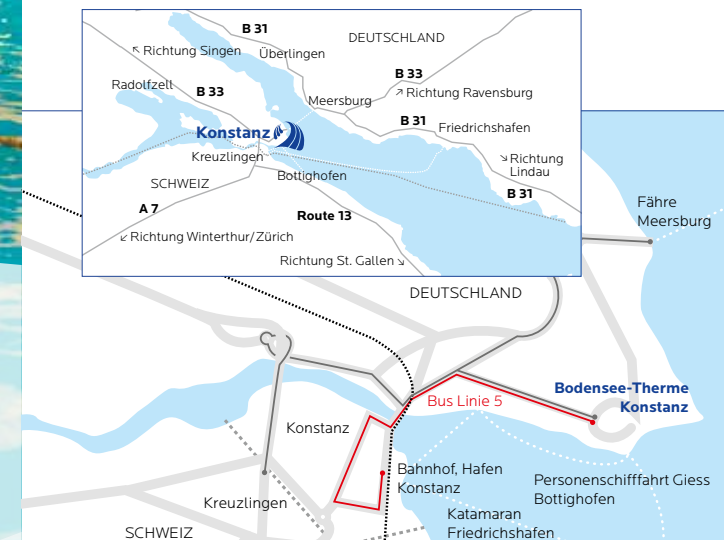 B 31
DEUTSCHLAND
↖ Richtung Singen
Überlingen
B 33
Radolfzell
B 33
↗ Richtung Ravensburg
Meersburg
B 31
Friedrichshafen
Konstanz
Kreuzlingen
↘ Richtung
Lindau
Bottighofen
SCHWEIZ
B 31
A 7
Route 13
↙ Richtung Winterthur/Zürich
Richtung St. Gallen ↘
Fähre
Meersburg
DEUTSCHLAND
Bodensee-Therme
Konstanz
Bus Linie 5
Konstanz
Bahnhof, Hafen
Konstanz
Personenschifffahrt Giess
Bottighofen
Kreuzlingen
Katamaran
Friedrichshafen
SCHWEIZ